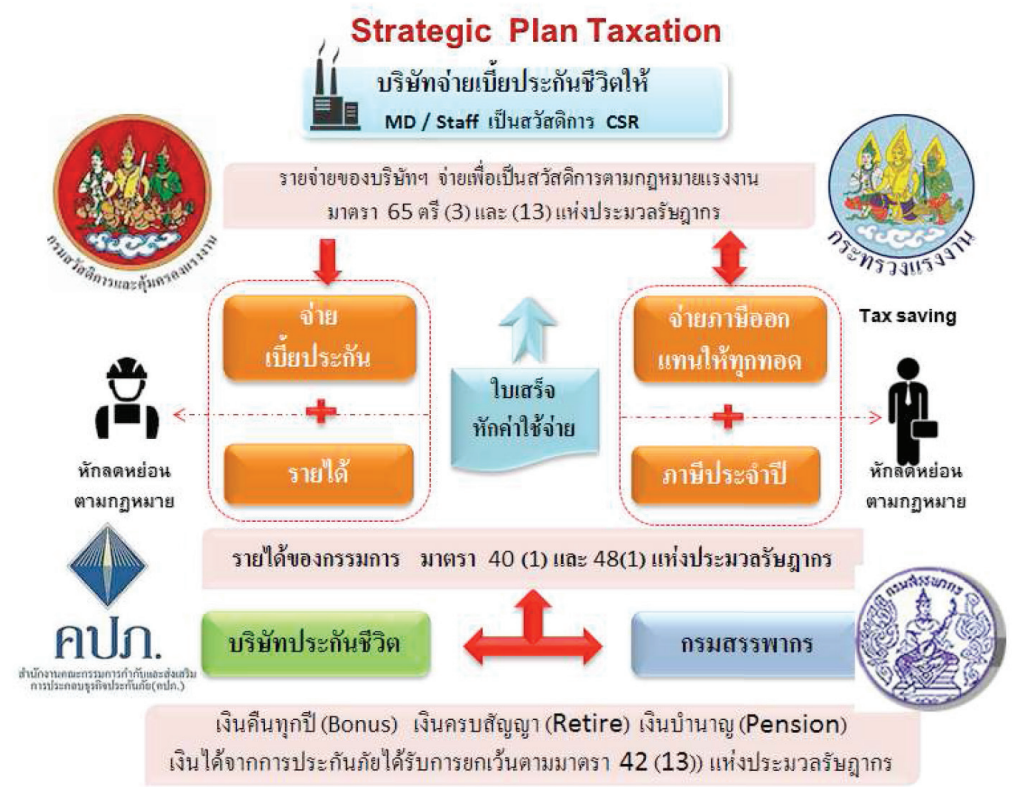 Strategic Plan Taxation
บริษัทจ่ายเบี้ยประกันชีวิตให้
MD / Staff เป็นสวัสดิการ CSR
รายจ่ายของบริษัทฯ จ่ายเพื่อเป็นสวัสดิการตามกฎหมายแรงงาน
มาตรา 65 ตรี (3) และ (13) แห่งประมวลรัษฎากร
กรมสวัสดิการและคุ้มครองแรงงาน
กระทรวงแรงงาน
จ่าย
เบี้ยประกัน
จ่ายภาษีออก
แทนให้ทุกทอด
Tax saving
ใบเสร็จ
หักค่าใช้จ่าย
รายได้
ภาษีประจำปี
หักลดหย่อน
ตามกฎหมาย
หักลดหย่อน
ตามกฎหมาย
รายได้ของกรรมการ มาตรา 40 (1) และ 48(1) แห่งประมวลรัษฎากร
คปภ.
สำนักงานคณะกรรมการกำกับและส่งเสริม
การประกอบธุรกิจประกันภัย(คปภ.)
บริษัทประกันชีวิต
กรมสรรพากร
กรมสรรพากร
เงินคืนทุกปี (Bonus) เงินครบสัญญา (Retire) เงินบำนาญ (Pension)
เงินได้จากการประกันภัยได้รับการยกเว้นตามมาตรา 42 (13)) แห่งประมวลรัษฎากร